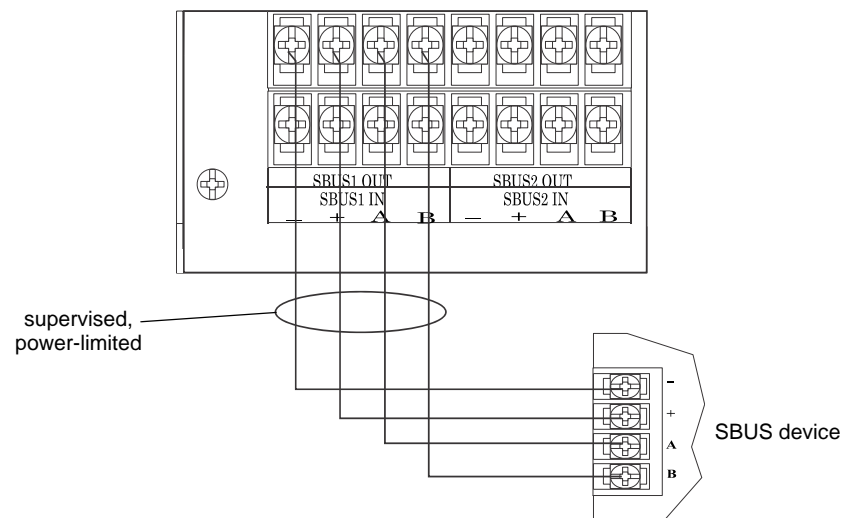 SBUS1 OUT SBUS2 OUT
SBUS1 IN SBUS2 IN
– + A B – + A B
supervised,
power-limited
-
+
A
B
SBUS device